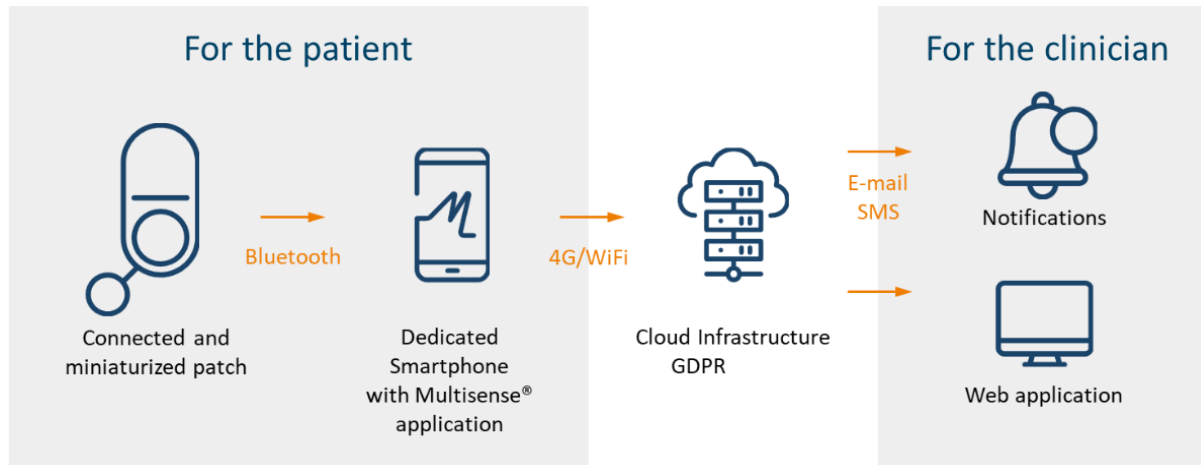 For the patient
For the clinician
Bluetooth
4G/WiFi
E-mail
SMS
Notifications
Connected and
miniaturized patch
Dedicated
Smartphone
with Multisense®
application
Cloud Infrastructure
GDPR
Web application